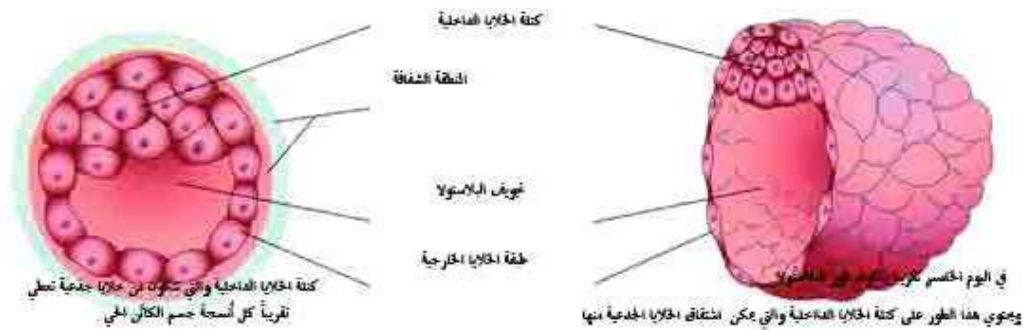 كتلة الخلايا الداخلية
المنطقة الشفافة
تجويف البلاستولا
طبقة الخلايا الخارجية
كتلة الخلايا الداخلية والتي تتكون من خلايا جذعية تعطي
تقريباً كل أنسجة جسم الكائن الحي
في اليوم الخامس
ويحتوي هذا الطور على كتلة الخلايا الداخلية والتي يمكن اشتقاق الخلايا الجذعية منها